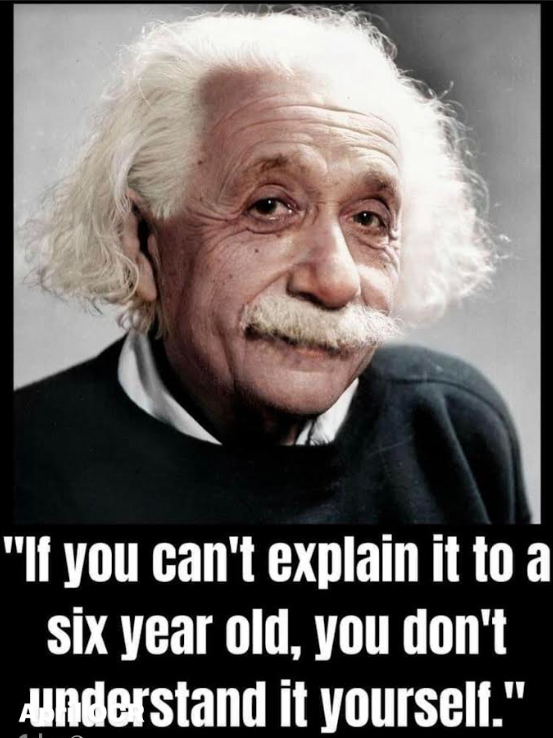 "If you can't explain it to a
six year old, you don't
understand it yourself."